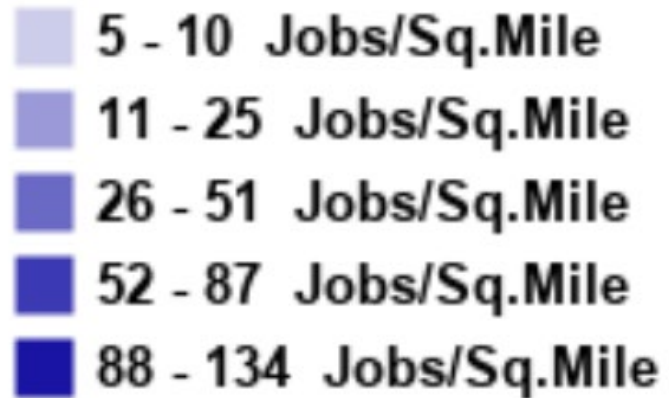 5 - 10 Jobs/Sq.Mile
11 - 25 Jobs/Sq.Mile
26 - 51 Jobs/Sq.Mile
52 - 87 Jobs/Sq.Mile
88 - 134 Jobs/Sq.Mile